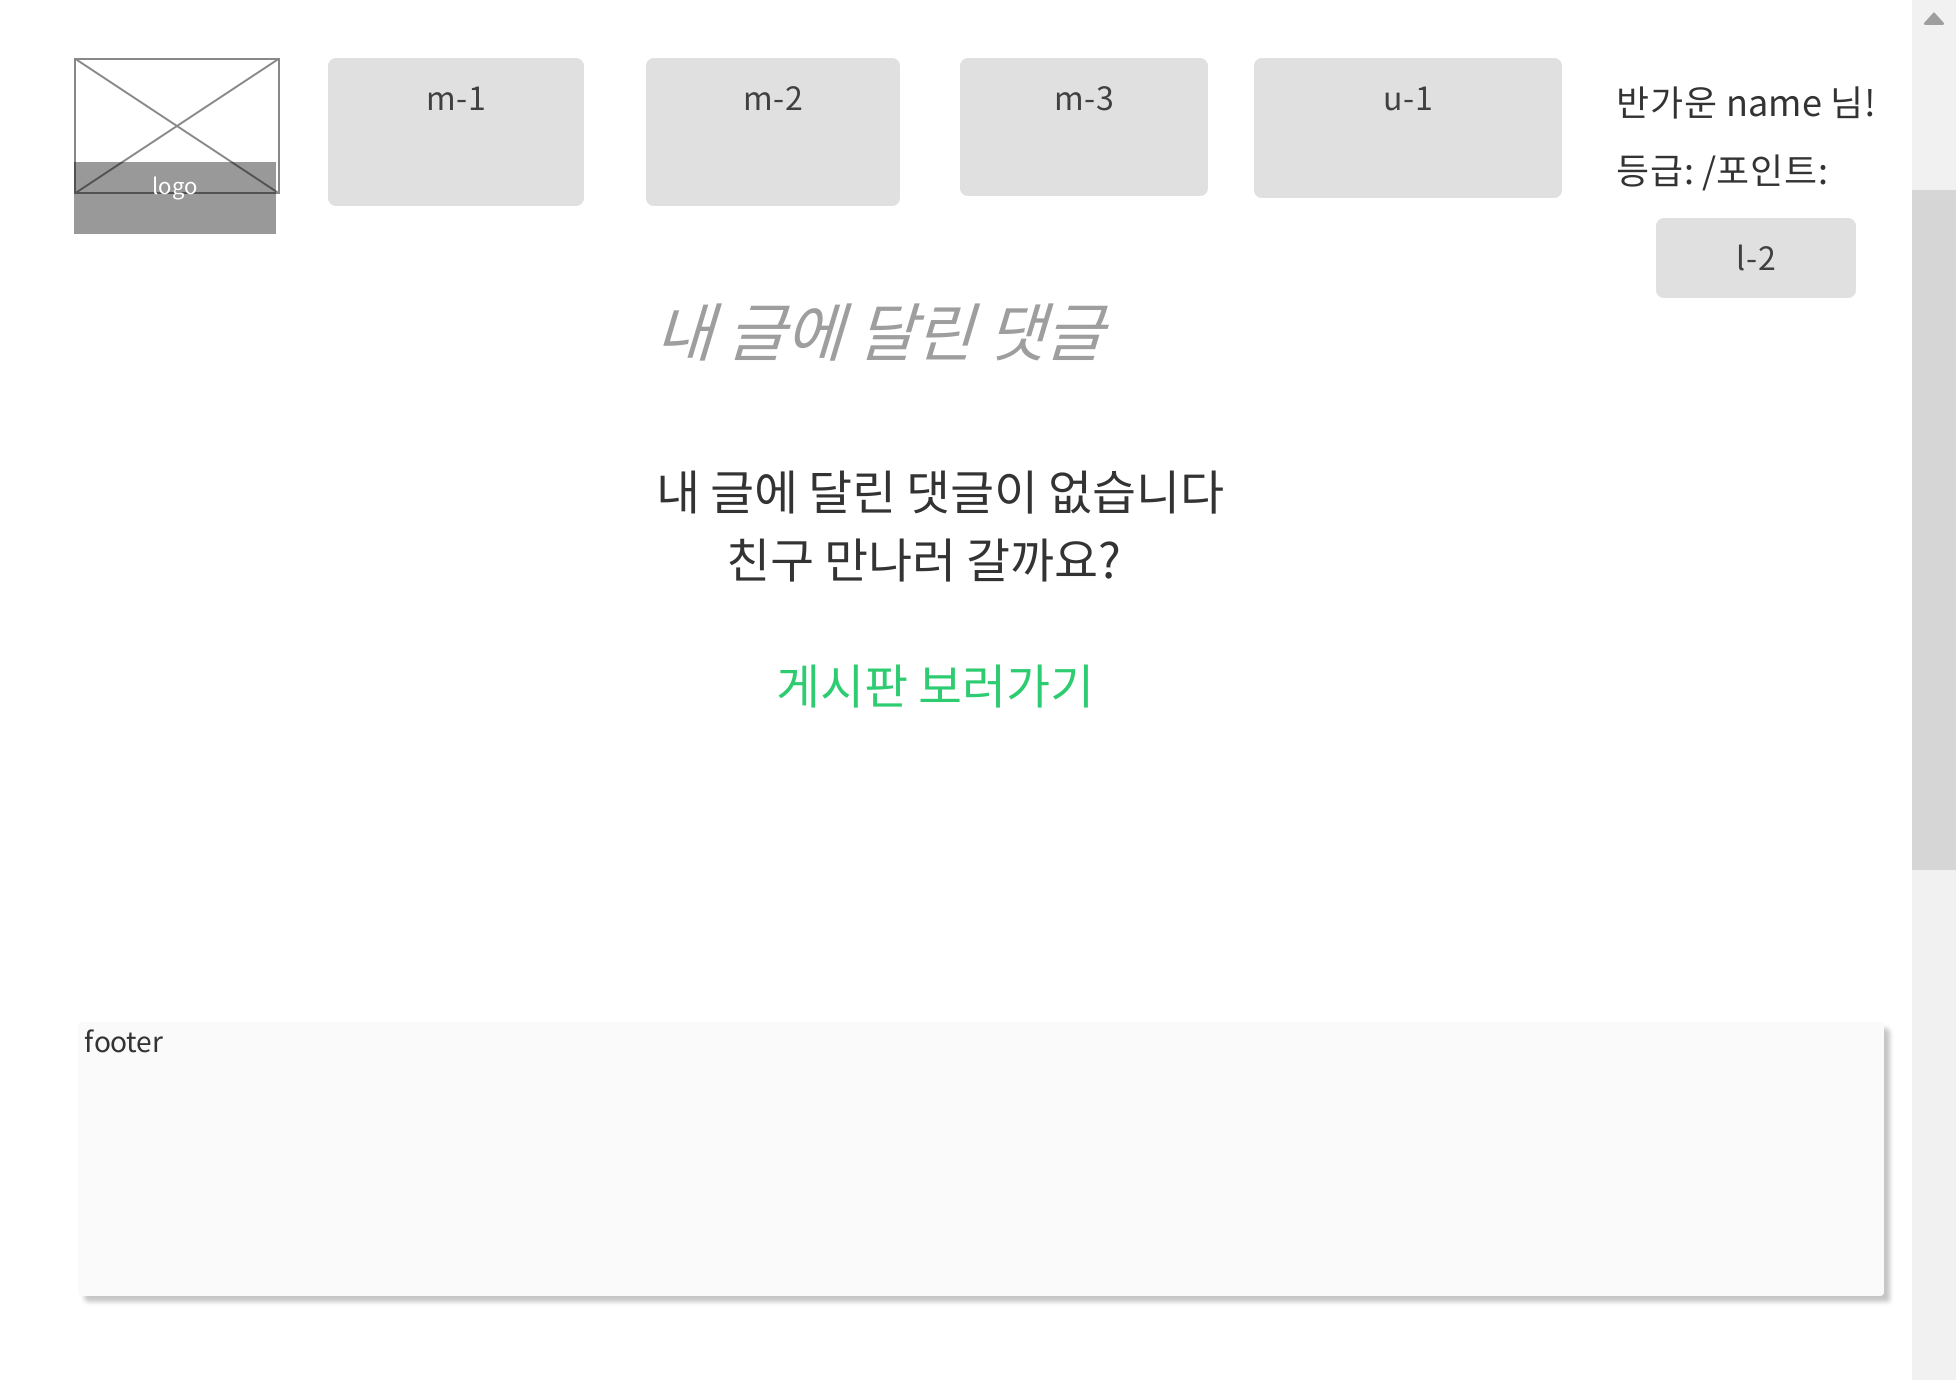 logo
m-1
m-2
m-3
u-1
반가운 name 님!
등급: /포인트:
l-2
내 글에 달린 댓글
내 글에 달린 댓글이 없습니다
친구 만나러 갈까요?
게시판 보러가기
footer